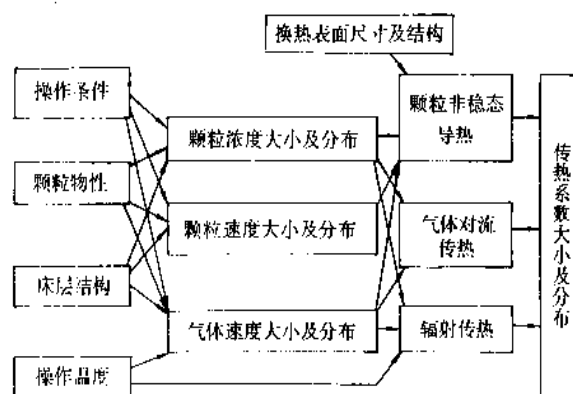 换热表面尺寸及结构
操作条件
颗粒非稳态
导热
颗粒浓度大小及分布
颗粒物性
颗粒速度大小及分布
气体对流
传热
传热系数大小及分布
床层结构
气体速度大小及分布
辐射传热
操作品度